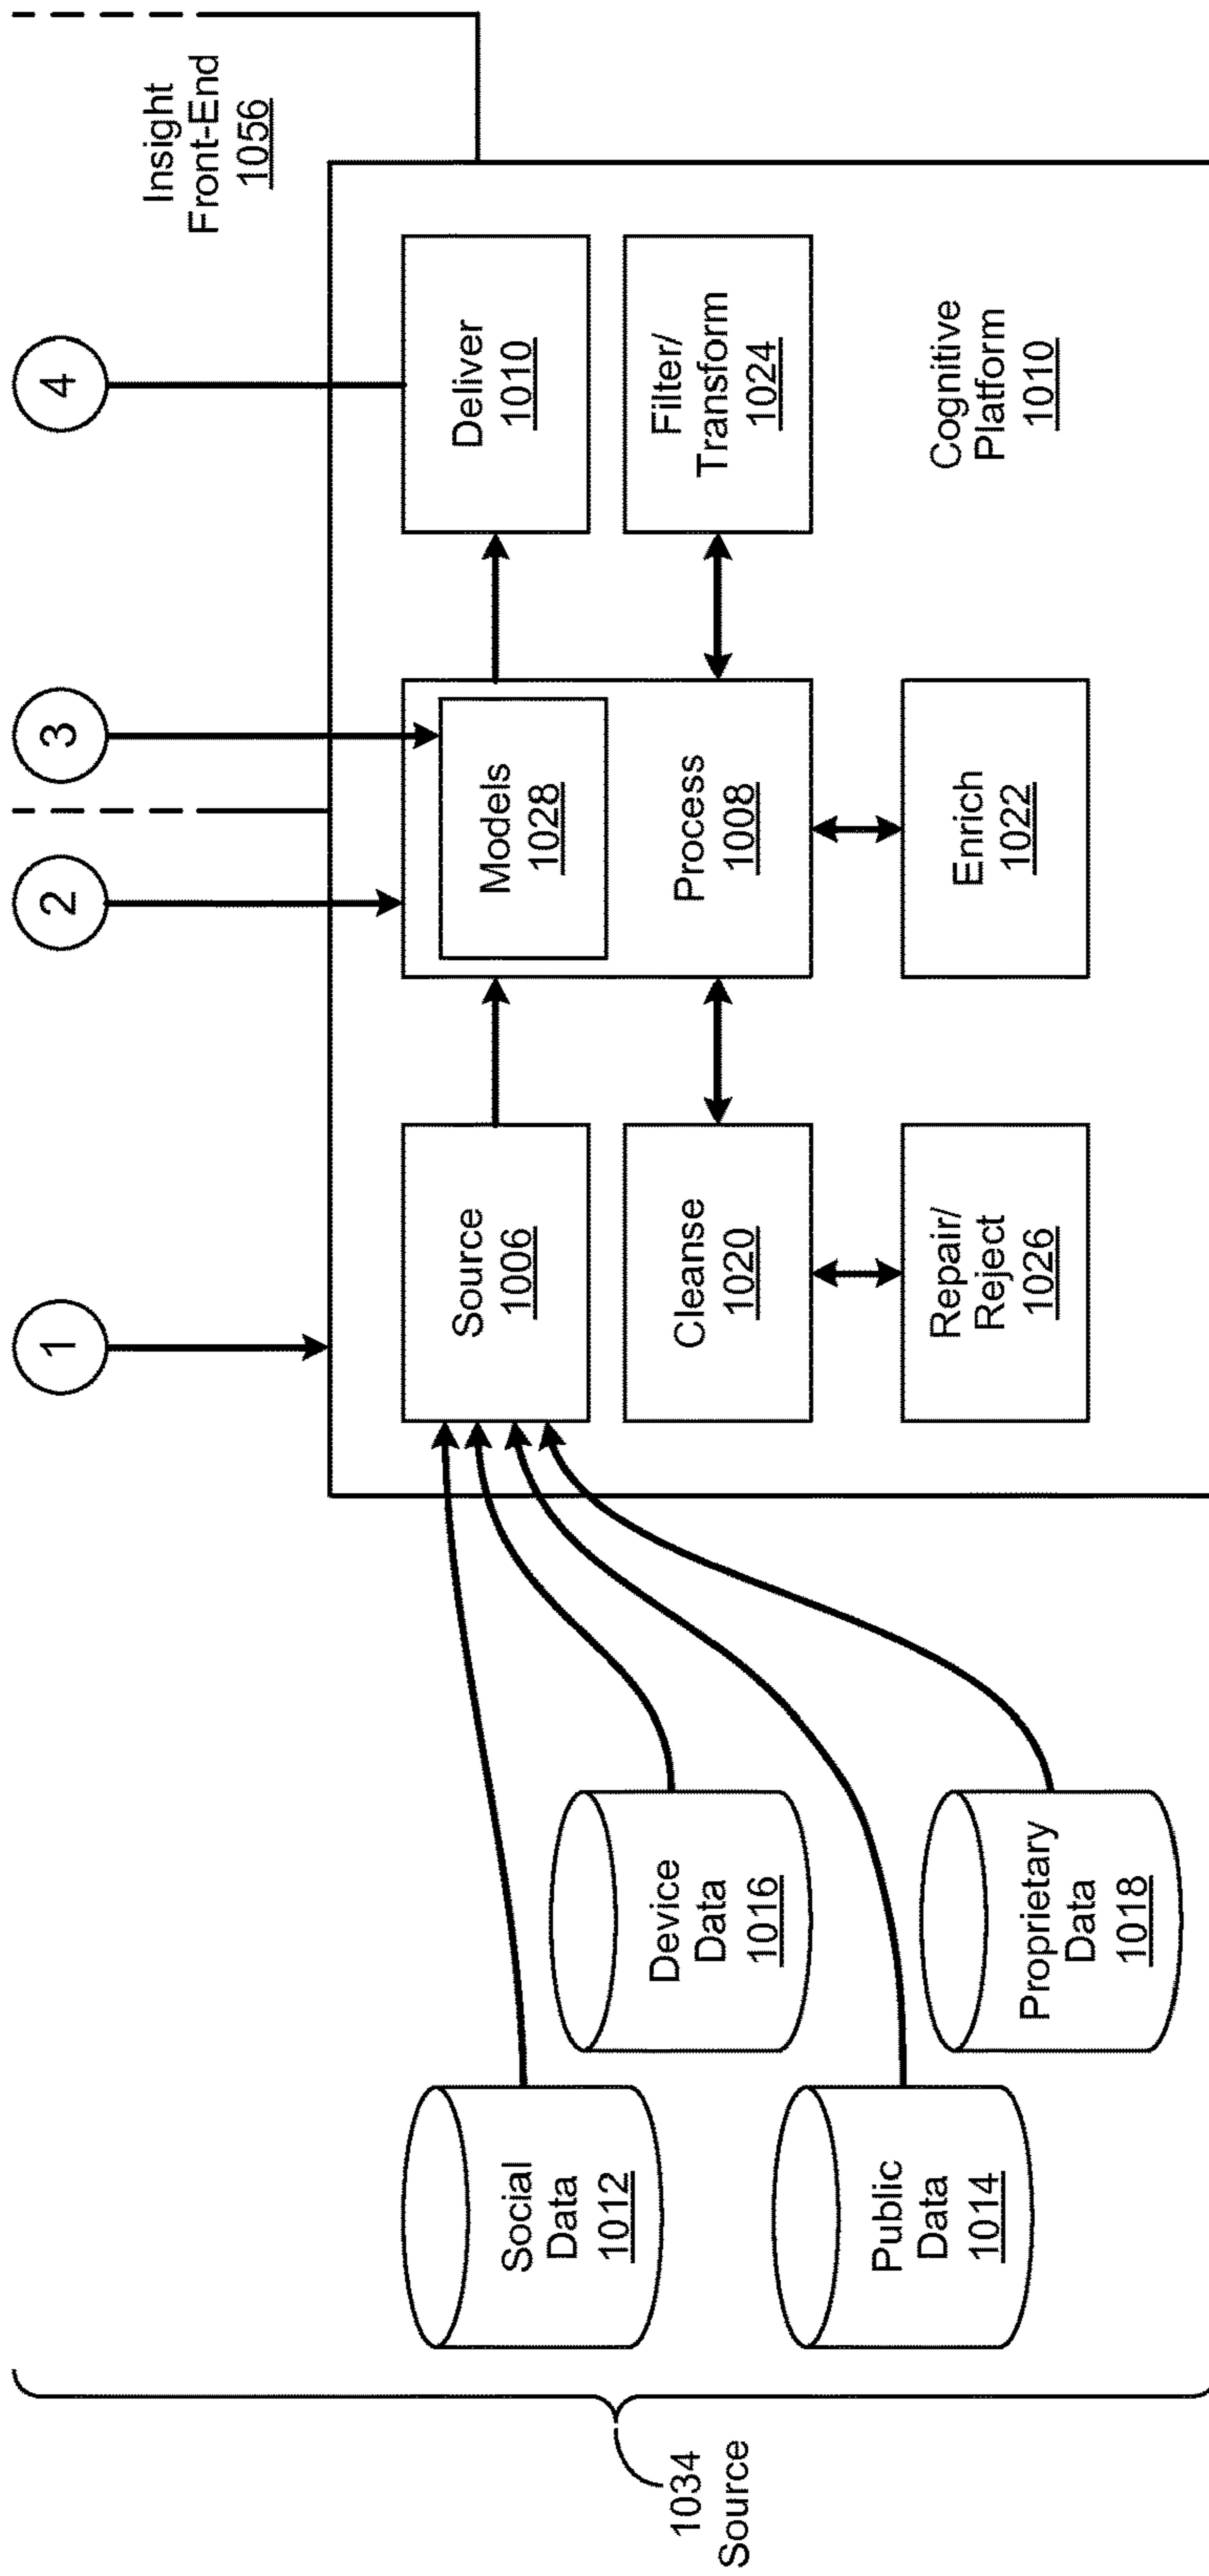 1
2
3
4
Insight
Front-End
1056
Source
1006
Models
1028
Process
1008
Deliver
1010
Cleanse
1020
Filter/
Transform
1024
Repair/
Reject
1026
Enrich
1022
Cognitive
Platform
1010
Social
Data
1012
Device
Data
1016
Public
Data
1014
Proprietary
Data
1018
1034
Source